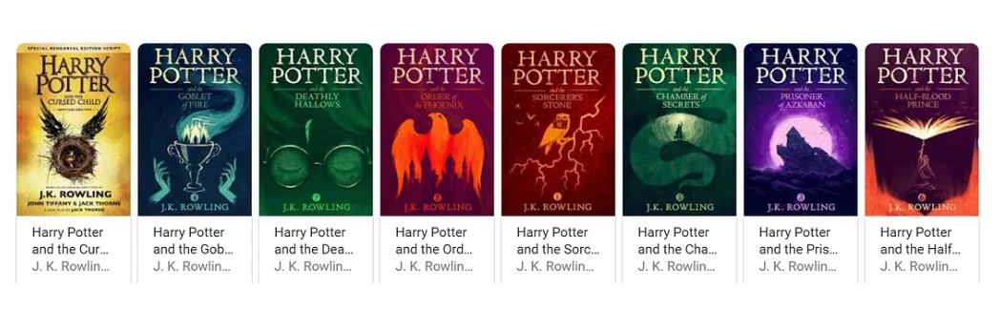 SPECIAL REHEARSAL EDITION SCRIPT
HARRY
POTTER
AND THE
CURSED CHILD
PARTS ONE AND TWO
J.K. ROWLING
JOHN TIFFANY & JACK THORNE
A NEW PLAY BY JACK THORNE
Harry Potter
and the Cur...
J. K. Rowlin...
HARRY
POTTER
and the
GOBLET
of FIRE
4
J.K. ROWLING
Harry Potter
and the Gob...
J. K. Rowlin...
HARRY
POTTER
and the
DEATHLY
HALLOWS
7
J.K. ROWLING
Harry Potter
and the Dea...
J. K. Rowlin...
HARRY
POTTER
and the
ORDER of
the PHOENIX
5
J.K. ROWLING
Harry Potter
and the Ord...
J. K. Rowlin...
HARRY
POTTER
and the
SORCERER'S
STONE
1
J.K. ROWLING
Harry Potter
and the Sorc...
J. K. Rowlin...
HARRY
POTTER
and the
CHAMBER of
SECRETS
2
J.K. ROWLING
Harry Potter
and the Cha...
J. K. Rowlin...
HARRY
POTTER
and the
PRISONER
of AZKABAN
3
J.K. ROWLING
Harry Potter
and the Pris...
J. K. Rowlin...
HARRY
POTTER
and the
HALF-BLOOD
PRINCE
6
J.K. ROWLING
Harry Potter
and the Half...
J. K. Rowlin...